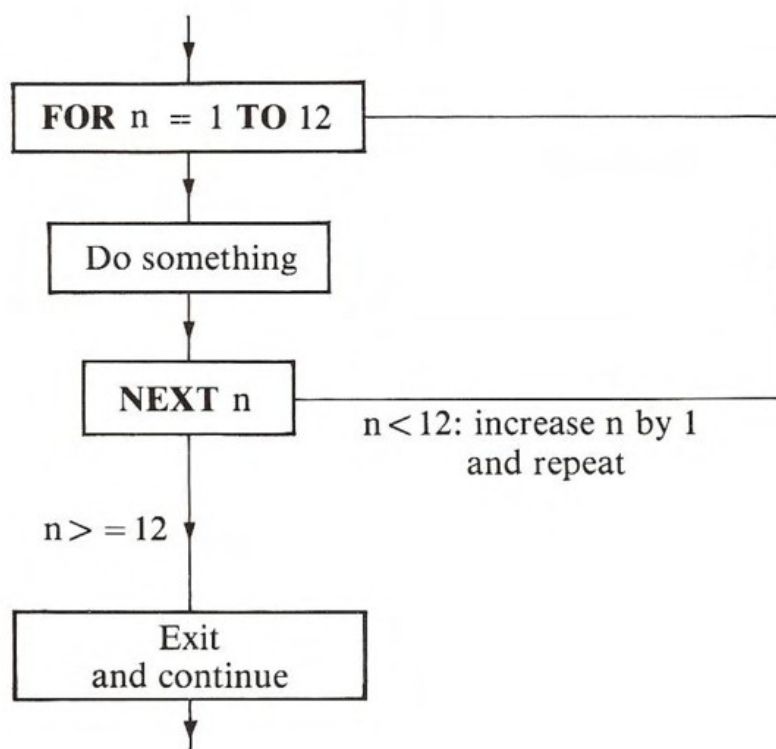 FOR n = 1 TO 12
Do something
NEXT n
n < 12: increase n by 1
and repeat
n > = 12
Exit
and continue